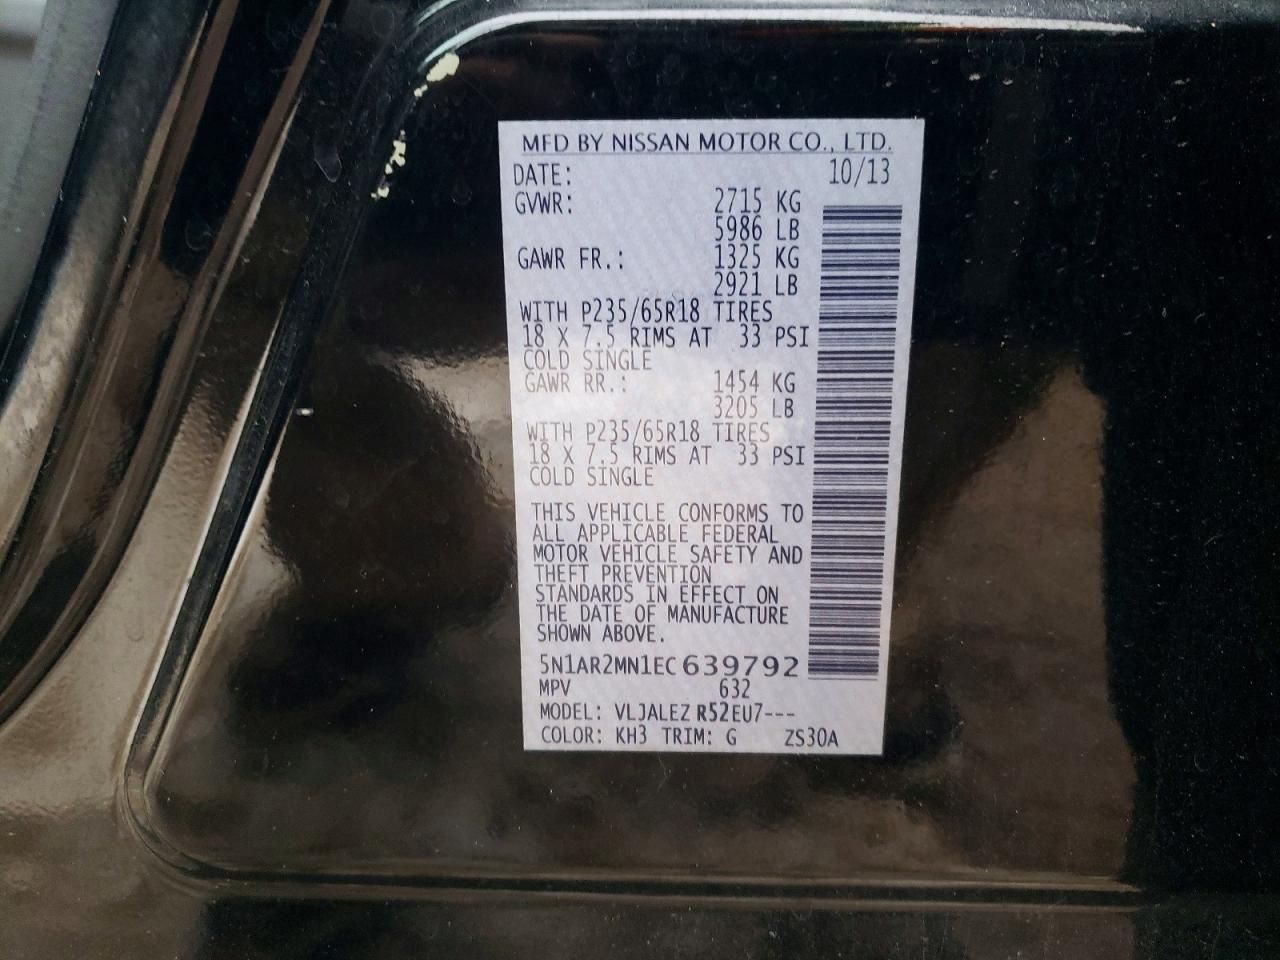 MFD BY NISSAN MOTOR CO., LTD.
DATE: 10/13
GVWR: 2715 KG
5986 LB
GAWR FR.: 1325 KG
2921 LB
WITH P235/65R18 TIRES
18 X 7.5 RIMS AT 33 PSI
COLD SINGLE
GAWR RR.: 1454 KG
3205 LB
WITH P235/65R18 TIRES
18 X 7.5 RIMS AT 33 PSI
COLD SINGLE
THIS VEHICLE CONFORMS TO
ALL APPLICABLE FEDERAL
MOTOR VEHICLE SAFETY AND
THEFT PREVENTION
STANDARDS IN EFFECT ON
THE DATE OF MANUFACTURE
SHOWN ABOVE.
5N1AR2MN1EC639792
MPV 632
MODEL: VLJALEZ R52EU7---
COLOR: KH3 TRIM: G ZS30A